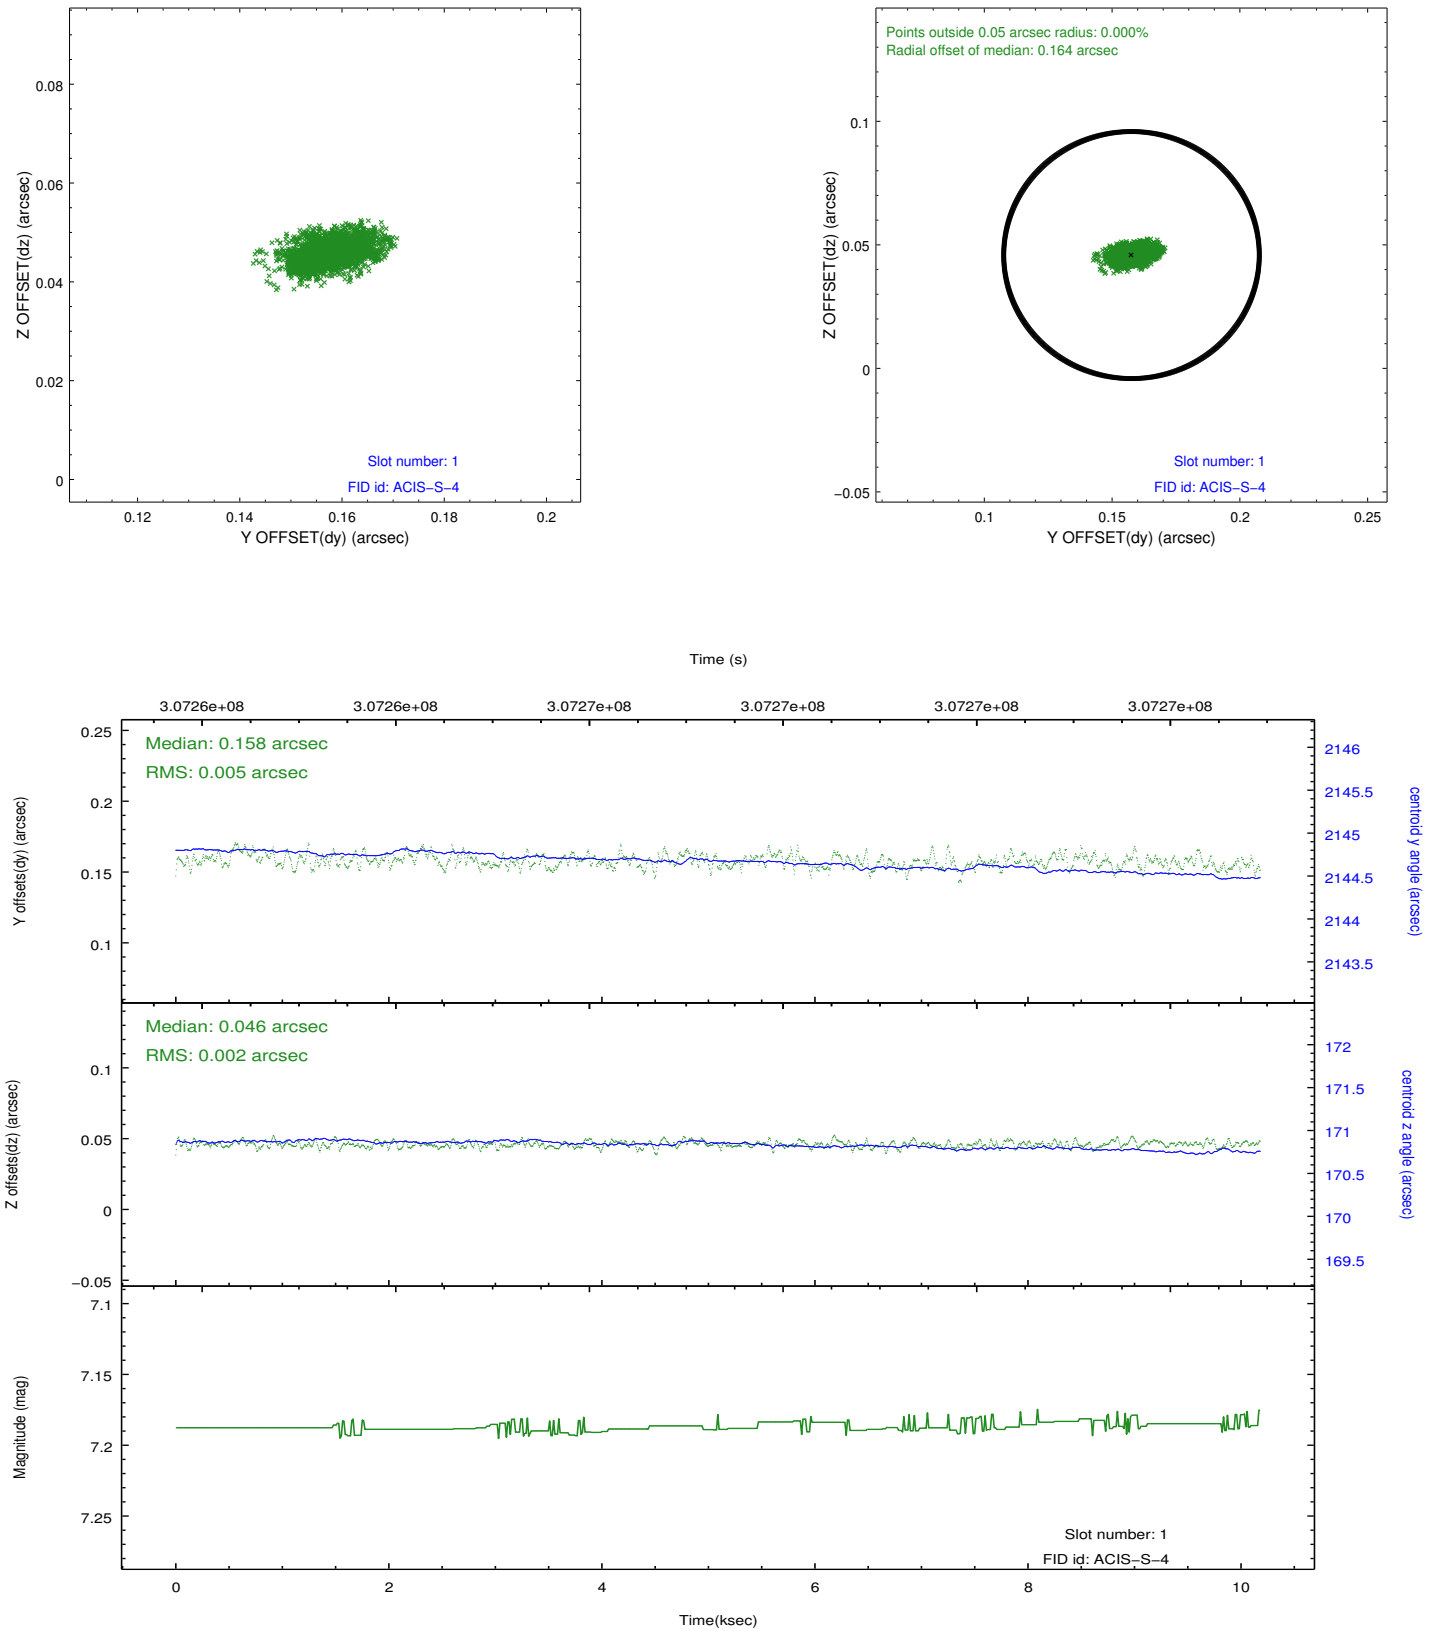 0.08
0.06
0.04
0.02
0
Z OFFSET(dz) (arcsec)
Slot number: 1
FID id: ACIS−S−4
0.12 0.14 0.16 0.18 0.2
Y OFFSET(dy) (arcsec)
Points outside 0.05 arcsec radius: 0.000%
Radial offset of median: 0.164 arcsec
0.1
0.05
0
−0.05
Z OFFSET(dz) (arcsec)
Slot number: 1
FID id: ACIS−S−4
0.1 0.15 0.2 0.25
Y OFFSET(dy) (arcsec)
Time (s)
3.0726e+08 3.0726e+08 3.0727e+08 3.0727e+08 3.0727e+08 3.0727e+08
Median: 0.158 arcsec
RMS: 0.005 arcsec
0.25
0.2
0.15
0.1
Y offsets(dy) (arcsec)
2146
2145.5
2145
2144.5
2144
2143.5
centroid y angle (arcsec)
Median: 0.046 arcsec
RMS: 0.002 arcsec
0.1
0.05
0
−0.05
Z offsets(dz) (arcsec)
172
171.5
171
170.5
170
169.5
centroid z angle (arcsec)
7.1
7.15
7.2
7.25
Magnitude (mag)
Slot number: 1
FID id: ACIS−S−4
0 2 4 6 8 10
Time(ksec)